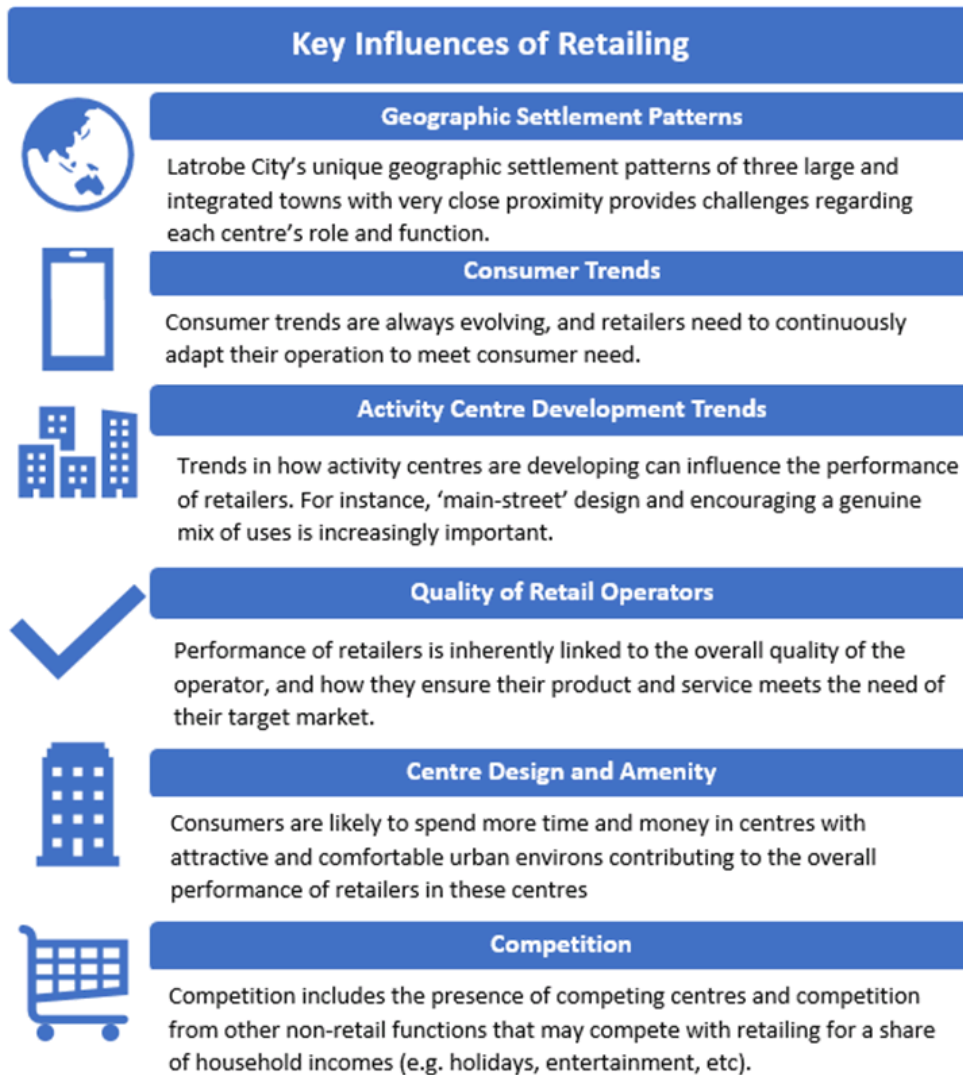 Key Influences of Retailing
Geographic Settlement Patterns
Latrobe City’s unique geographic settlement patterns of three large and
integrated towns with very close proximity provides challenges regarding
each centre’s role and function.
Consumer Trends
Consumer trends are always evolving, and retailers need to continuously
adapt their operation to meet consumer need.
Activity Centre Development Trends
Trends in how activity centres are developing can influence the performance
of retailers. For instance, ‘main-street’ design and encouraging a genuine
mix of uses is increasingly important.
Quality of Retail Operators
Performance of retailers is inherently linked to the overall quality of the
operator, and how they ensure their product and service meets the need of
their target market.
Centre Design and Amenity
Consumers are likely to spend more time and money in centres with
attractive and comfortable urban environs contributing to the overall
performance of retailers in these centres
Competition
Competition includes the presence of competing centres and competition
from other non-retail functions that may compete with retailing for a share
of household incomes (e.g. holidays, entertainment, etc).